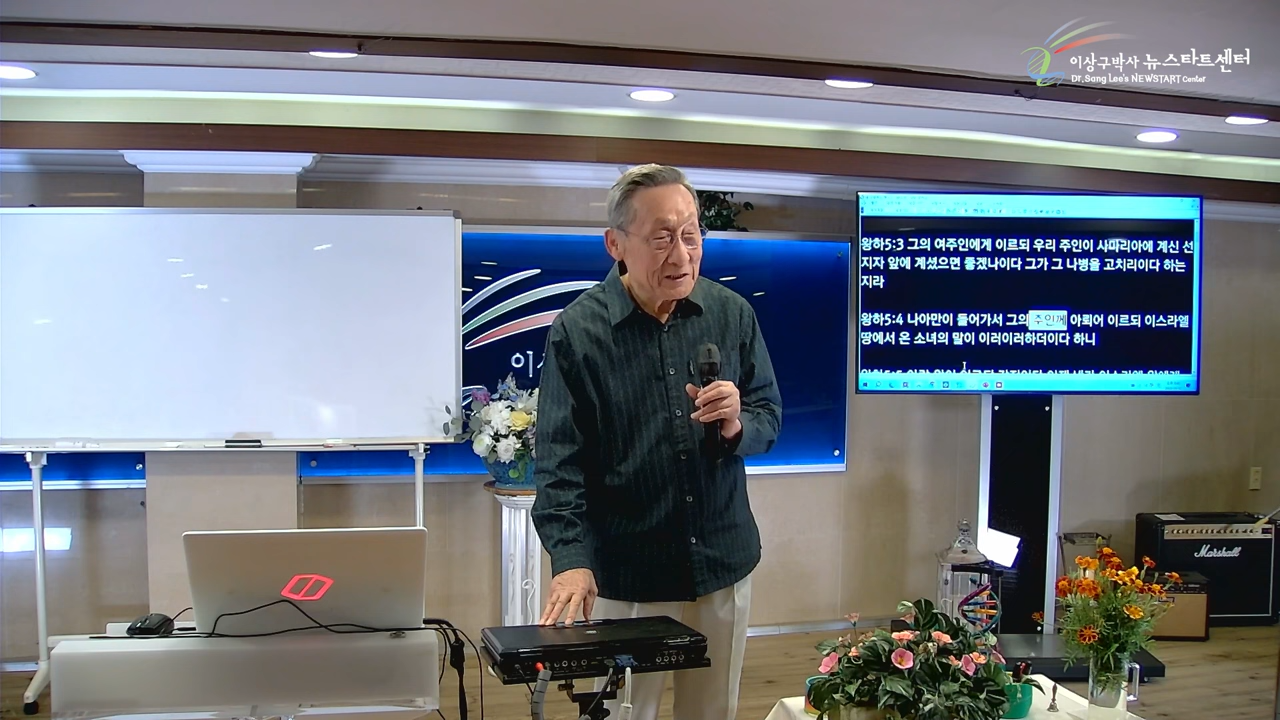 이상구박사 뉴스타트센터
Dr. Sang Lee's NEWSTART Center
왕하5:3 그의 여주인에게 이르되 우리 주인이 사마리아에 계신 선
지자 앞에 계셨으면 좋겠나이다 그가 그 나병을 고치리이다 하는
지라
왕하5:4 나아만이 들어가서 그의 주인께 아뢰어 이르되 이스라엘
땅에서 온 소녀의 말이 이러이러하더이다 하니
이상
Marshall